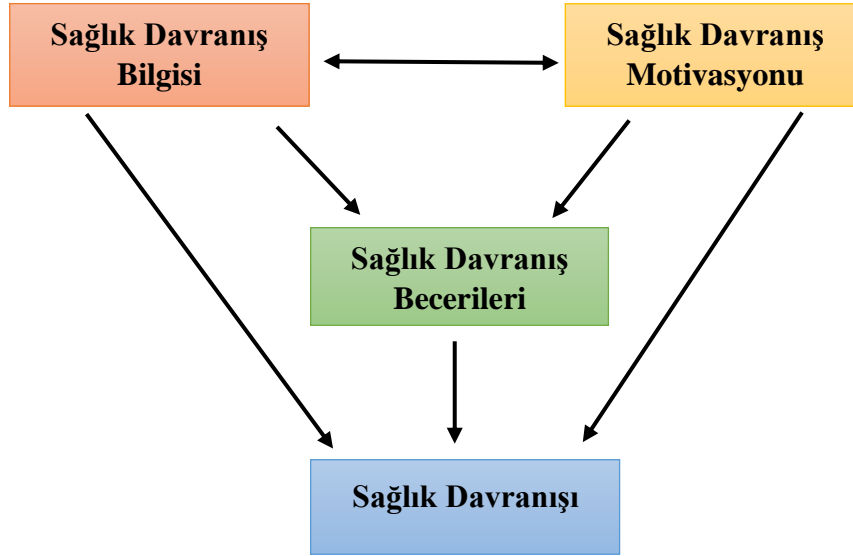 Sağlık Davranış
Bilgisi
Sağlık Davranış
Motivasyonu
Sağlık Davranış
Becerileri
Sağlık Davranışı